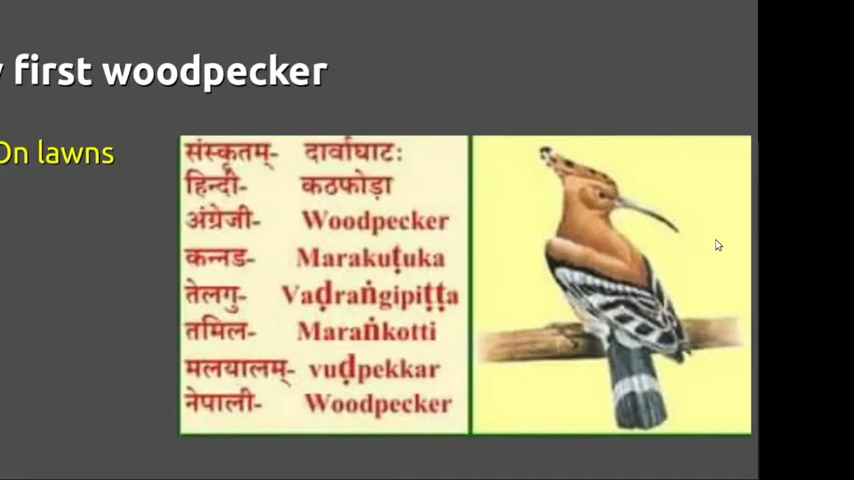 first woodpecker
On lawns
संस्कृतम्- दार्वाघाटः
हिन्दी- कठफोड़ा
अंग्रेजी- Woodpecker
कन्नड- Marakuṭuka
तेलगु- Vaḍraṅgipiṭṭa
तमिल- Maraṅkotti
मलयालम्- vuḍpekkar
नेपाली- Woodpecker